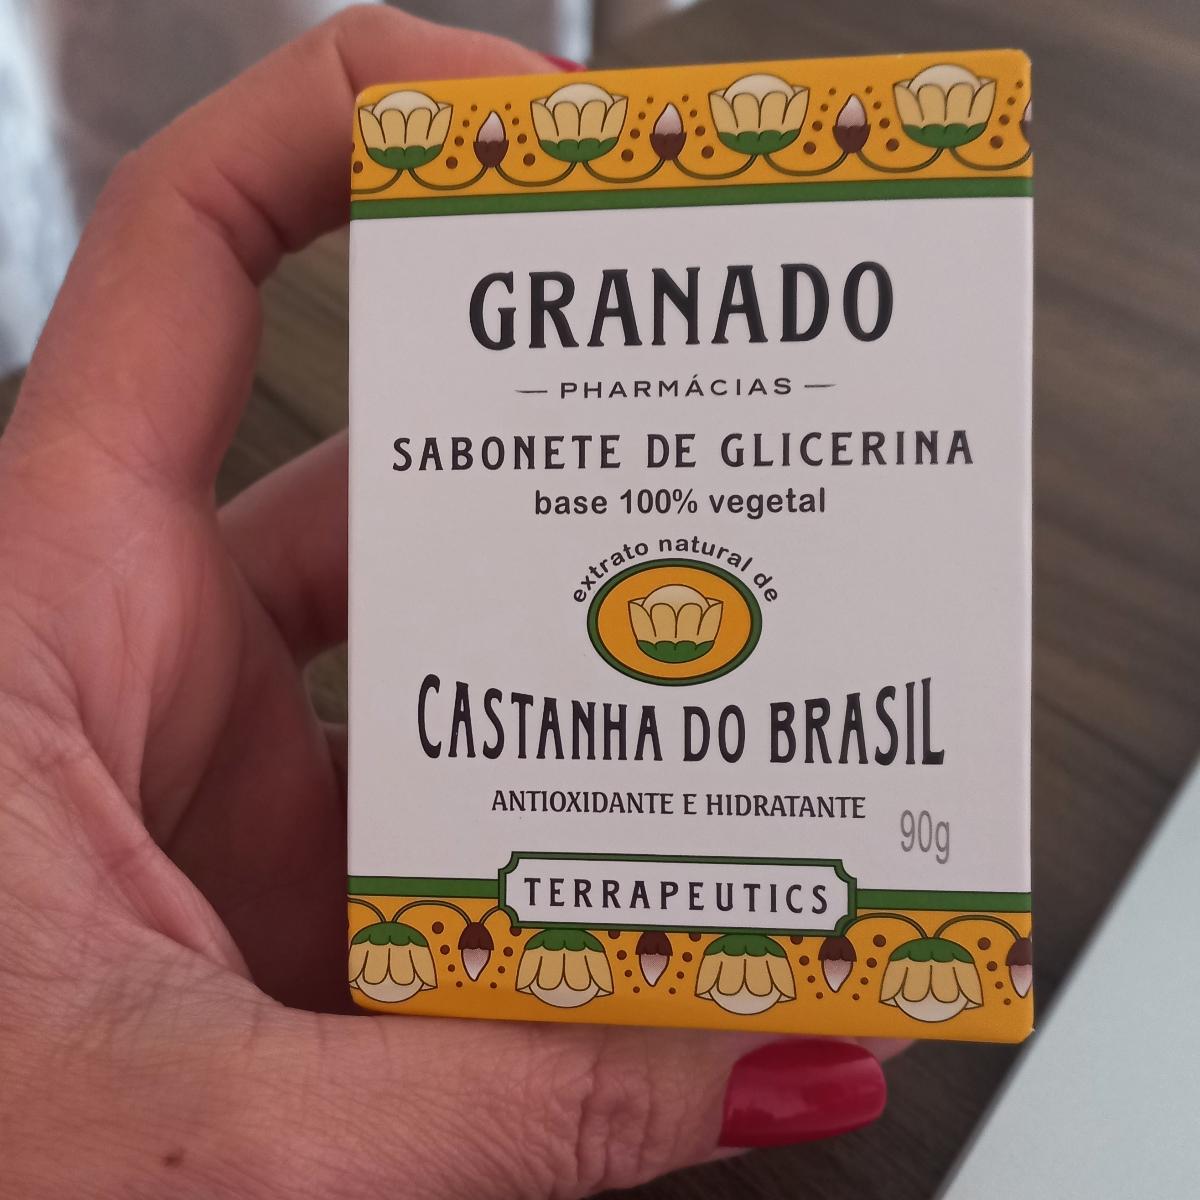 GRANADO
PHARMÁCIAS
SABONETE DE GLICERINA
base 100% vegetal
extrato natural de
CASTANHA DO BRASIL
ANTIOXIDANTE E HIDRATANTE
90g
TERRAPEUTICS